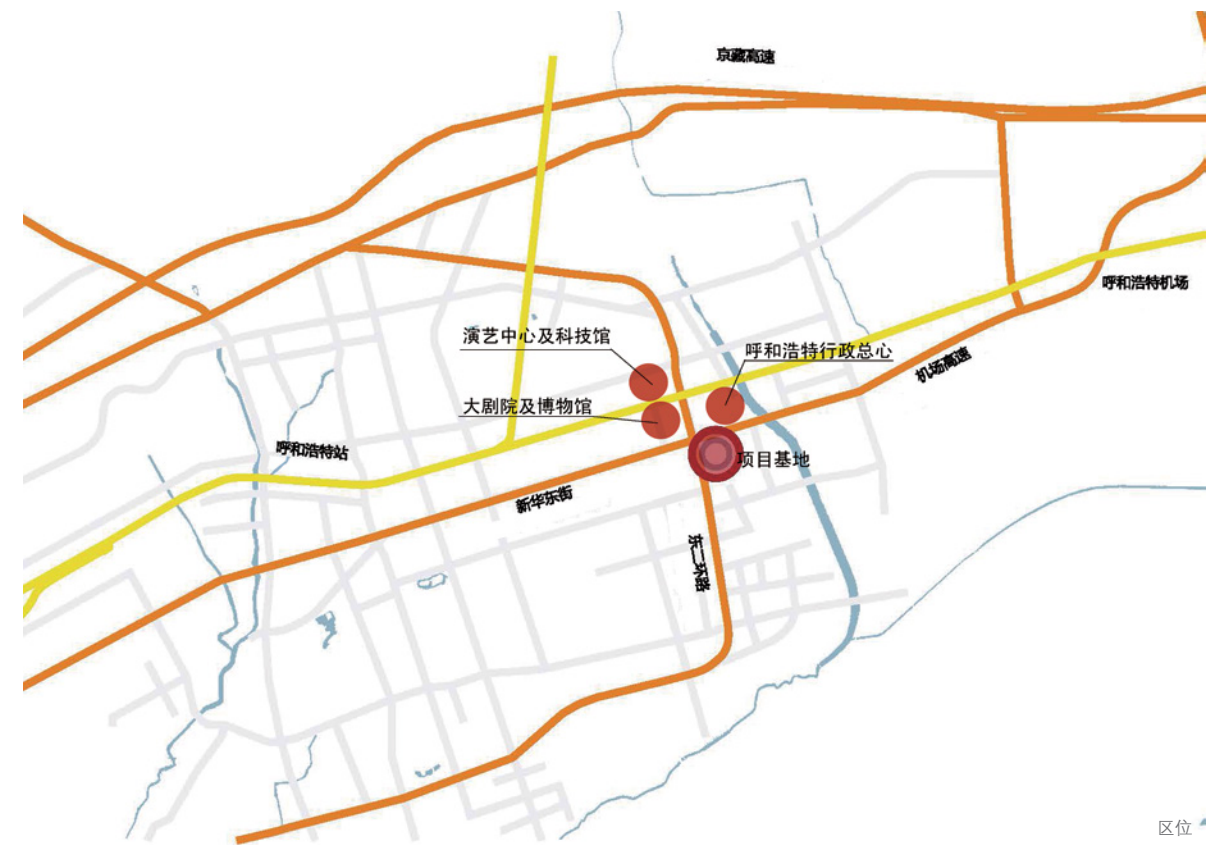 京藏高速
呼和浩特机场
演艺中心及科技馆
呼和浩特行政总心
机场高速
大剧院及博物馆
呼和浩特站
项目基地
新华东街
东二环路
区位